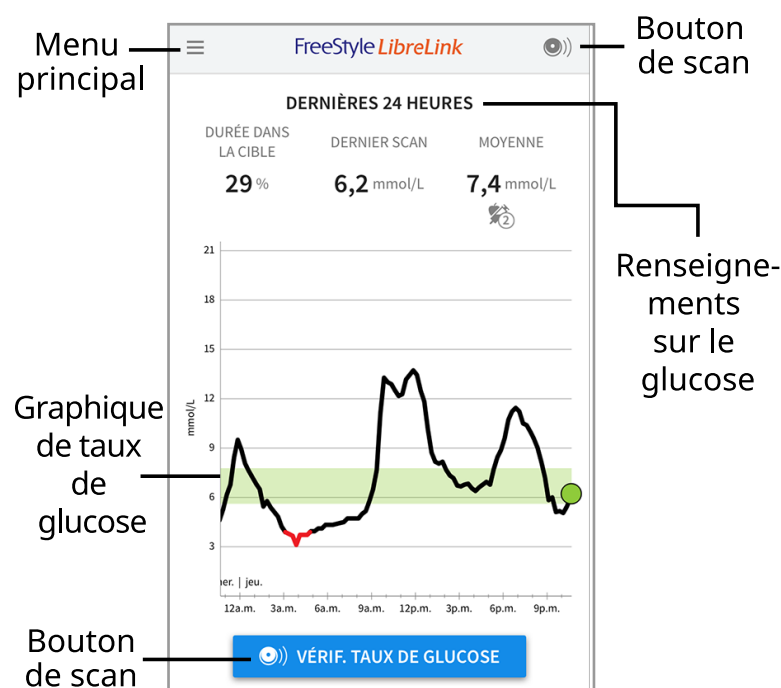 Menu
principal
FreeStyle LibreLink
Bouton
de scan
DERNIÈRES 24 HEURES
DURÉE DANS
LA CIBLE
29 %
DERNIER SCAN
6,2 mmol/L
MOYENNE
7,4 mmol/L
2
Renseigne-
ments
sur le
glucose
Graphique
de taux
de
glucose
mmol/L
21
18
15
12
9
6
3
er. | jeu.
12a.m. 3a.m. 6a.m. 9a.m. 12p.m. 3p.m. 6p.m. 9p.m.
Bouton
de scan
VÉRIF. TAUX DE GLUCOSE